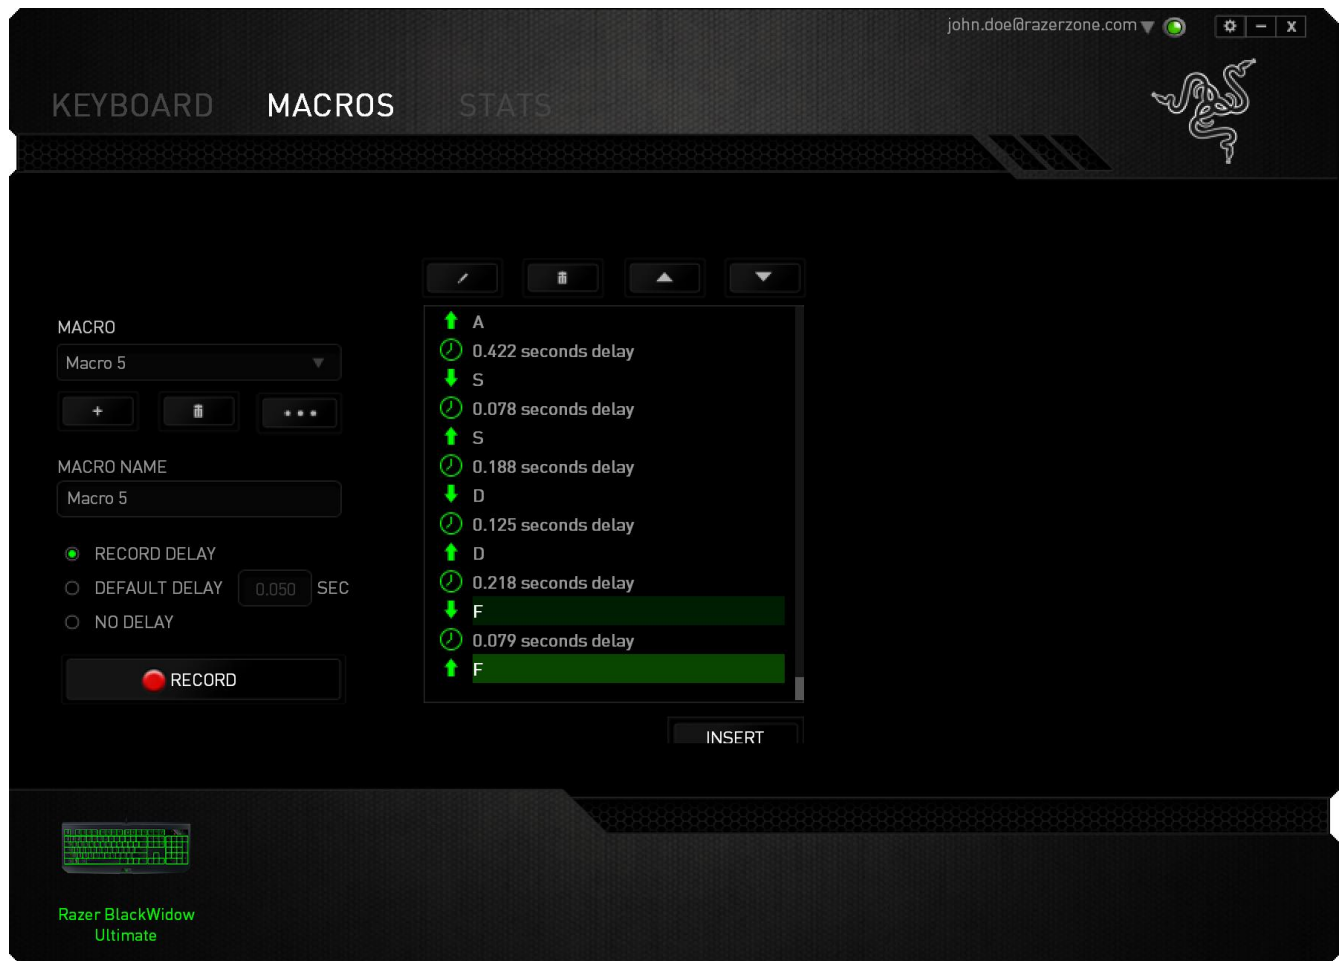 john.doe@razerzone.com
X
KEYBOARD MACROS STATS
MACRO
Macro 5
MACRO NAME
Macro 5
RECORD DELAY
DEFAULT DELAY 0.050 SEC
NO DELAY
RECORD
A
0.422 seconds delay
S
0.078 seconds delay
S
0.188 seconds delay
D
0.125 seconds delay
D
0.218 seconds delay
F
0.079 seconds delay
F
INSERT
Razer BlackWidow
Ultimate